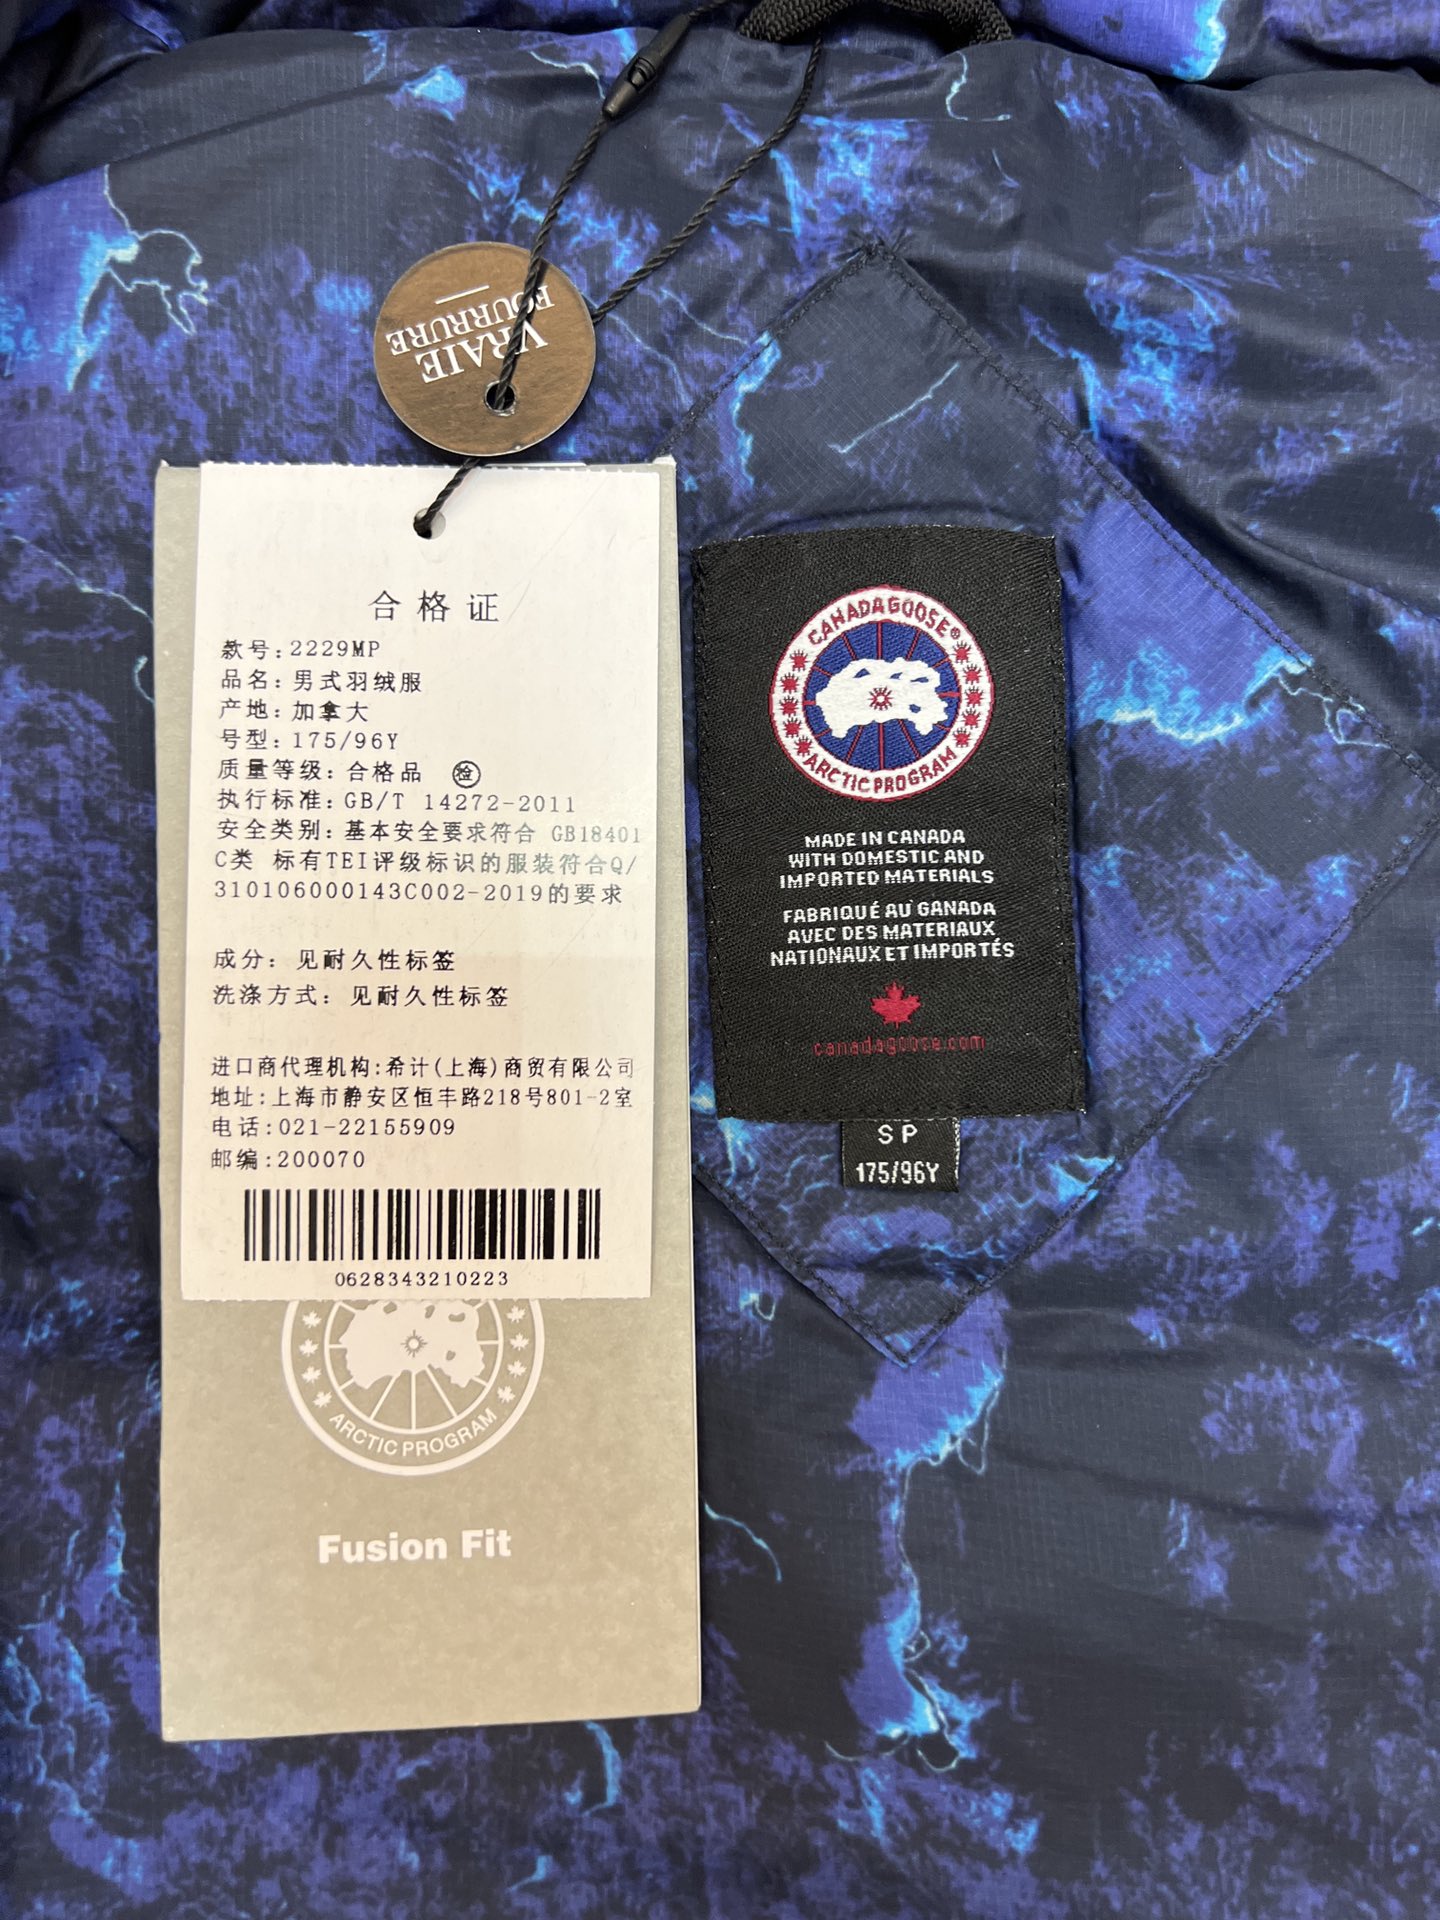 VRAIE
FOURRURE
合格证
款号:2229MP
品名:男式羽绒服
产地:加拿大
号型:175/96Y
质量等级:合格品 检
执行标准:GB/T 14272-2011
安全类别:基本安全要求符合 GB18401
C类 标有TEI评级标识的服装符合Q/
310106000143C002-2019的要求
成分: 见耐久性标签
洗涤方式: 见耐久性标签
进口商代理机构:希计(上海)商贸有限公司
地址:上海市静安区恒丰路218号801-2室
电话:021-22155909
邮编:200070
0628343210223
ARCTIC PROGRAM
Fusion Fit
CANADA GOOSE®
ARCTIC PROGRAM
MADE IN CANADA
WITH DOMESTIC AND
IMPORTED MATERIALS
FABRIQUÉ AU CANADA
AVEC DES MATERIAUX
NATIONAUX ET IMPORTÉS
canadagoose.com
SP
175/96Y